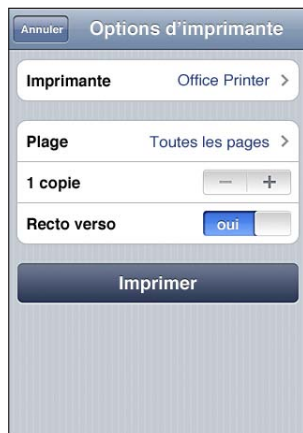 Annuler Options d'imprimante
Imprimante Office Printer
Plage Toutes les pages
1 copie − +
Recto verso oui
Imprimer